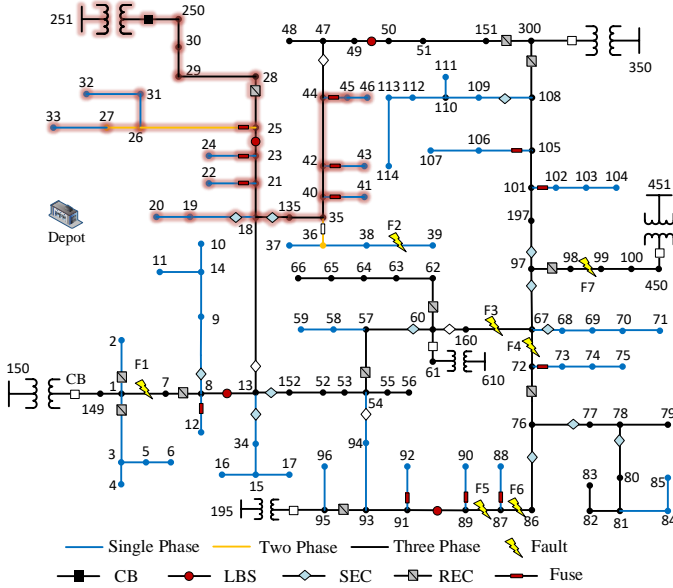 251 250 30 29 28
48 47 49 50 51 151 300 350
32 31 33 27 26 25
44 45 46 113 112 111 110 109 108
24 23 22 21 42 43 40 41 114
107 106 105 101 102 103 104 451
20 19 18 135 35 197
Depot
37 36 38 F2 39
10 11 14 9
66 65 64 63 62
97 98 99 100 450 F7
59 58 57 60 160 F3 67 68 69 70 71
61 610 F4 72 73 74 75
2 150 CB 149 1 F1 7 8 13 152 52 53 54 55 56
12 34 94 76 77 78 79
3 5 6 4
16 15 17
96 92 90 88 83 80 85
195 95 93 91 89 F5 87 F6 86 82 81 84
Single Phase Two Phase Three Phase Fault
CB LBS SEC REC Fuse